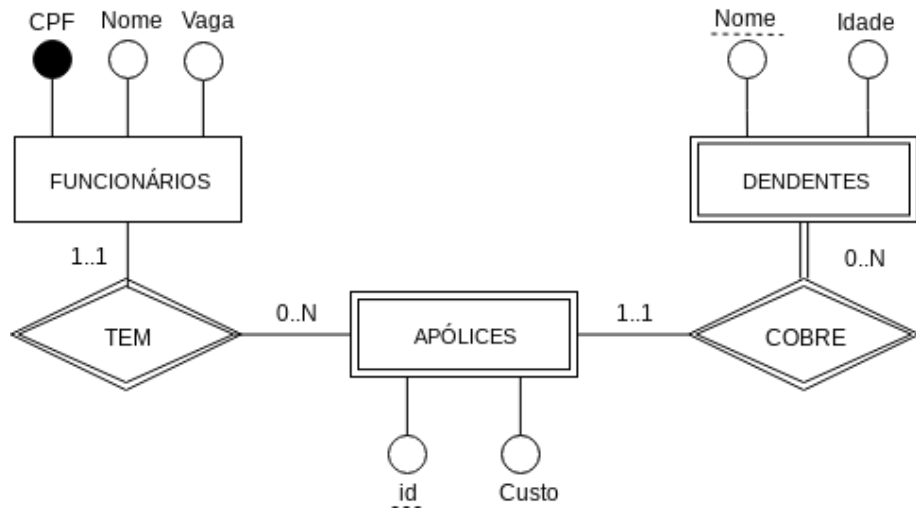 CPF Nome Vaga
Nome Idade
FUNCIONÁRIOS
DENDENTES
1..1
0..N
TEM
0..N
APÓLICES
1..1
COBRE
id
Custo